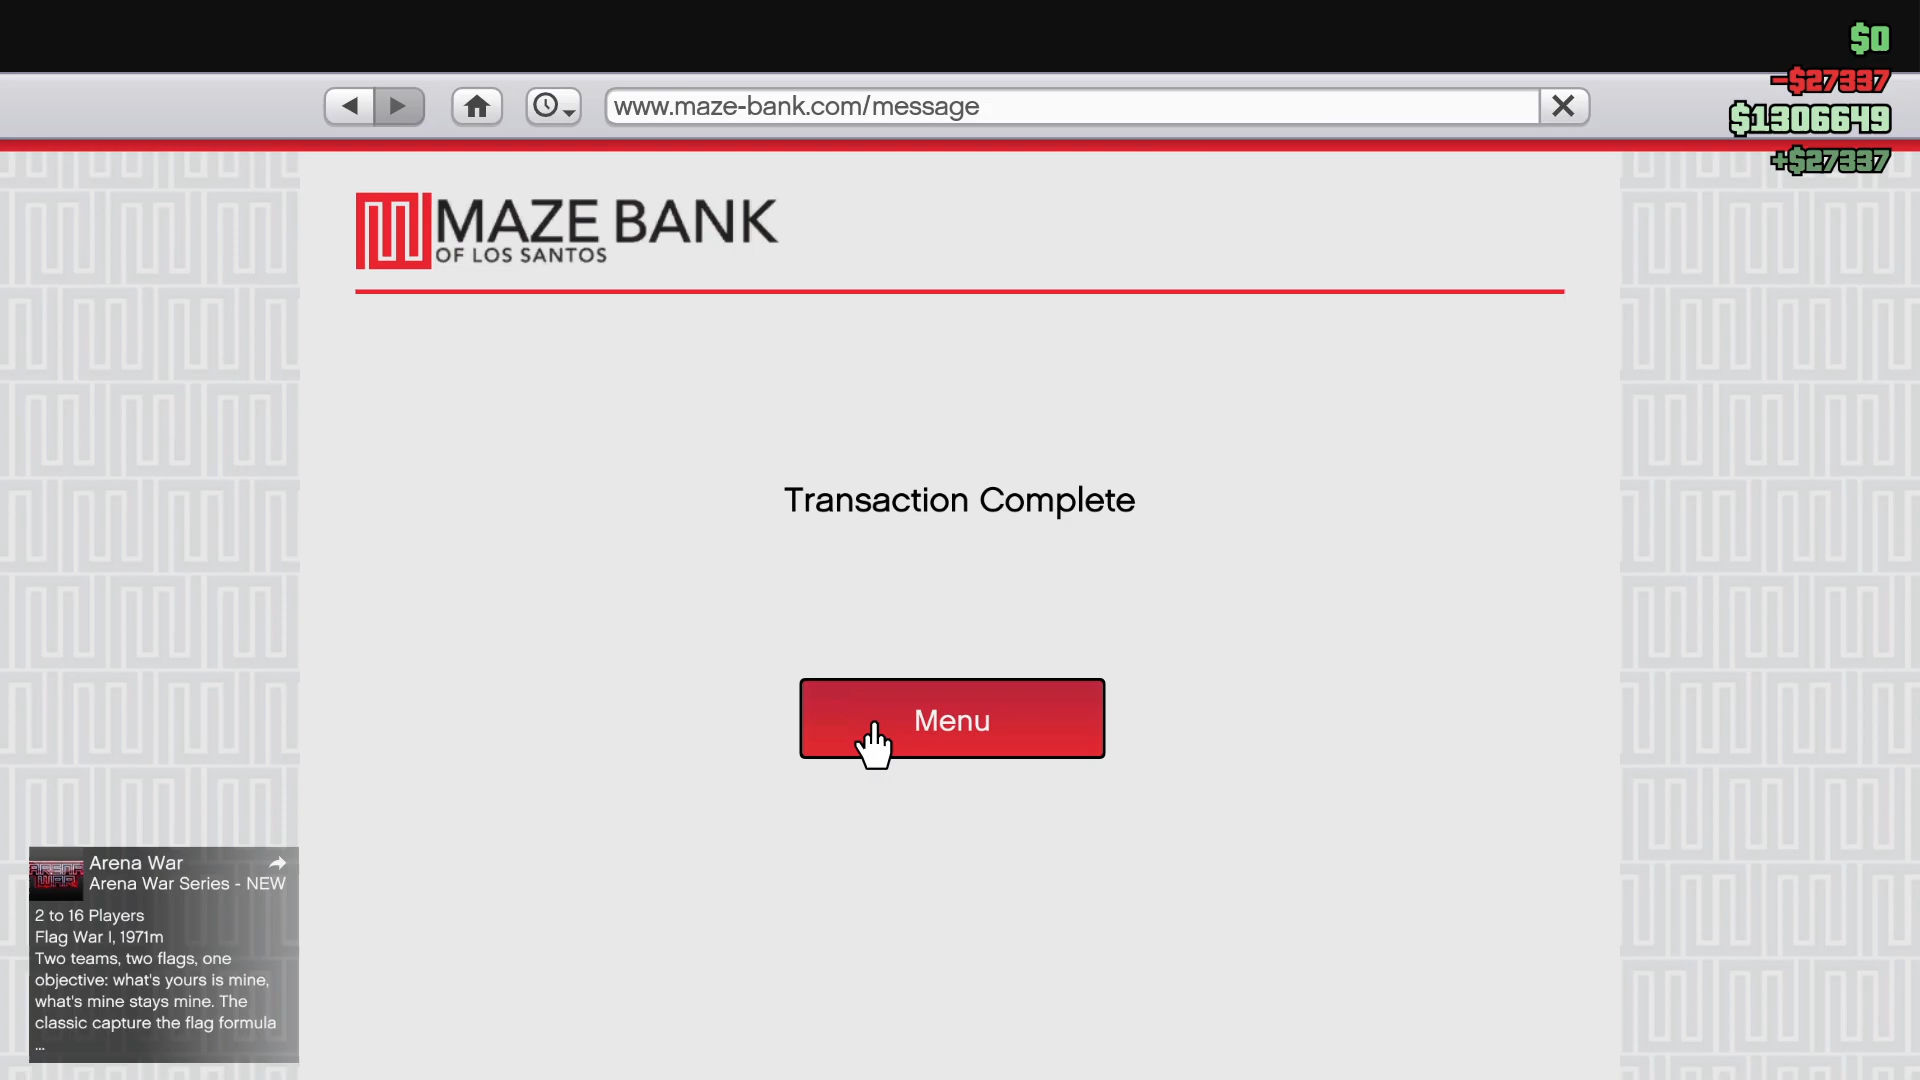 $0
-$27337
www.maze-bank.com/message
$1306649
+$27337
MAZE BANK
OF LOS SANTOS
Transaction Complete
Menu
ARENA
WAR
Arena War
Arena War Series - NEW
2 to 16 Players
Flag War I, 1971m
Two teams, two flags, one
objective: what's yours is mine,
what's mine stays mine. The
classic capture the flag formula
...